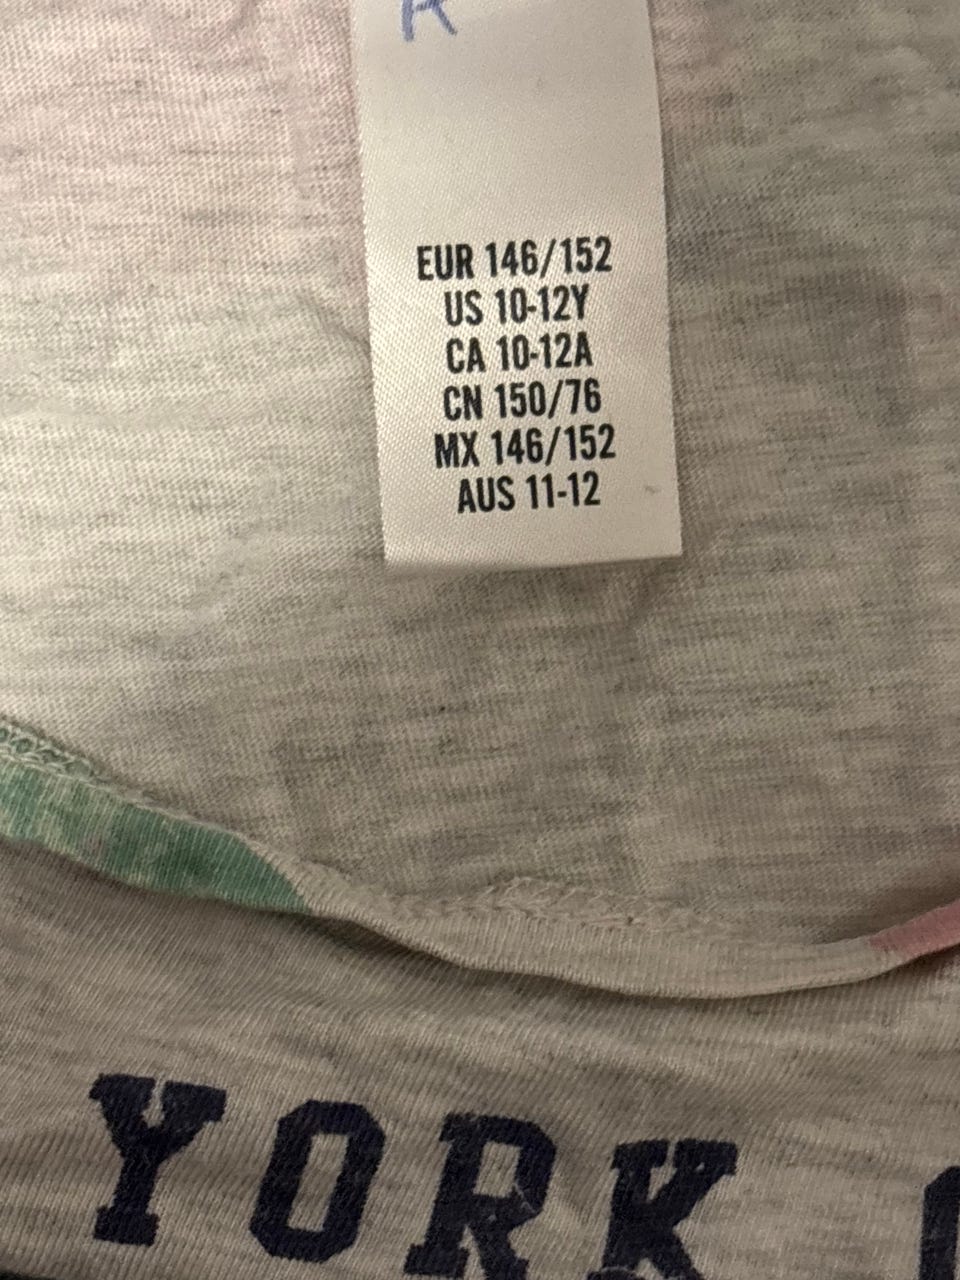 R
EUR 146/152
US 10-12Y
CA 10-12A
CN 150/76
MX 146/152
AUS 11-12
YORK